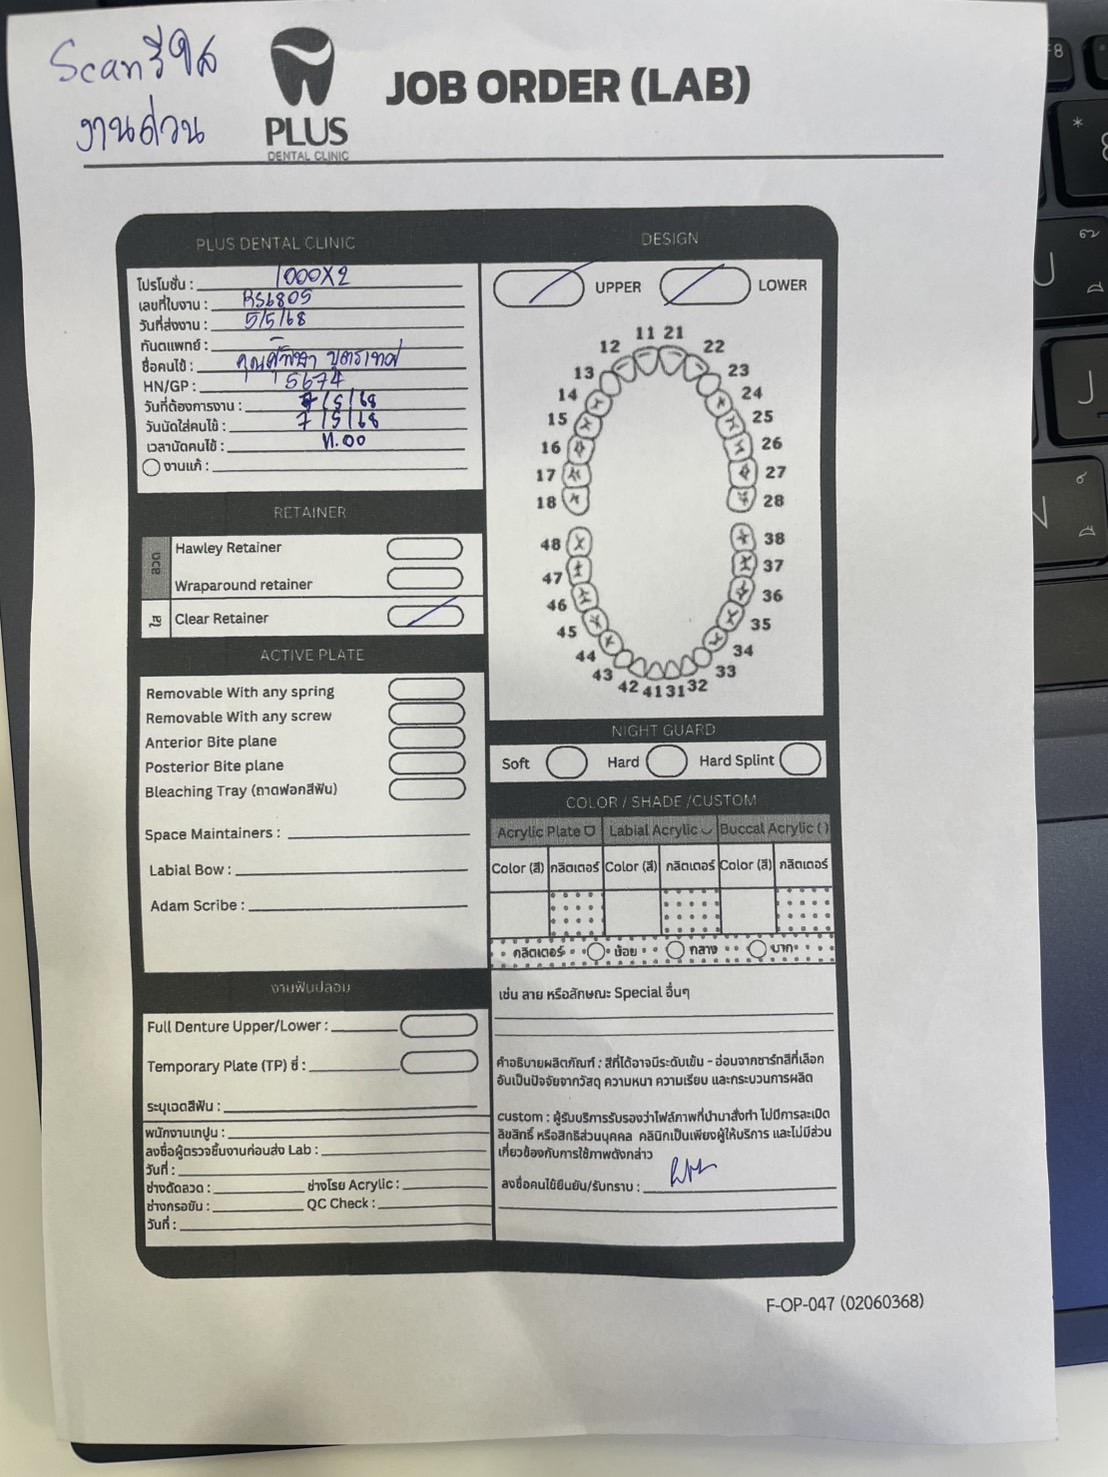 Scanรีใส
งานด่วน
PLUS
DENTAL CLINIC
JOB ORDER (LAB)
PLUS DENTAL CLINIC
โปรโมชั่น : 1000X2
เลขที่ใบงาน : RS6805
วันที่ส่งงาน : 5/5/68
ทันตแพทย์ : -
ชื่อคนไข้ : คุณ
HN/GP : 5674
วันที่ต้องการงาน : 7/5/68
วันนัดใส่คนไข้ : 7/5/68
เวลานัดคนไข้ :
งานแก้ :
RETAINER
ลวด
Hawley Retainer
Wraparound retainer
ใส
Clear Retainer
ACTIVE PLATE
Removable With any spring
Removable With any screw
Anterior Bite plane
Posterior Bite plane
Bleaching Tray (ถาดฟอกสีฟัน)
Space Maintainers :
Labial Bow :
Adam Scribe :
งานฟันปลอม
Full Denture Upper/Lower :
Temporary Plate (TP) ซี่ :
ระบุเฉดสีฟัน :
พนักงานเทปูน :
ลงชื่อผู้ตรวจชิ้นงานก่อนส่ง Lab :
วันที่ :
ช่างดัดลวด : ช่างโรย Acrylic :
ช่างกรอขัน : QC Check :
วันที่ :
DESIGN
UPPER LOWER
11 21
12 22
13 23
14 24
15 25
16 26
17 27
18 28
48 38
47 37
46 36
45 35
44 34
43 33
42 41 31 32
NIGHT GUARD
Soft Hard Hard Splint
COLOR / SHADE /CUSTOM
Acrylic Plate Labial Acrylic Buccal Acrylic ( )
Color (สี) กลิตเตอร์ Color (สี) กลิตเตอร์ Color (สี) กลิตเตอร์
กลิตเตอร์ น้อย กลาง มาก
เช่น ลาย หรือลักษณะ Special อื่นๆ
คำอธิบายผลิตภัณฑ์ : สีที่ได้อาจมีระดับเข้ม - อ่อนจากชาร์ทสีที่เลือก
อันเป็นปัจจัยจากวัสดุ ความหนา ความเรียบ และกระบวนการผลิต
custom : ผู้รับบริการรับรองว่าไฟล์ภาพที่นำมาสั่งทำ ไม่มีการละเมิด
ลิขสิทธิ์ หรือสิทธิส่วนบุคคล คลินิกเป็นเพียงผู้ให้บริการ และไม่มีส่วน
เกี่ยวข้องกับการใช้ภาพดังกล่าว
ลงชื่อคนไข้ยืนยัน/รับทราบ :
F-OP-047 (02060368)